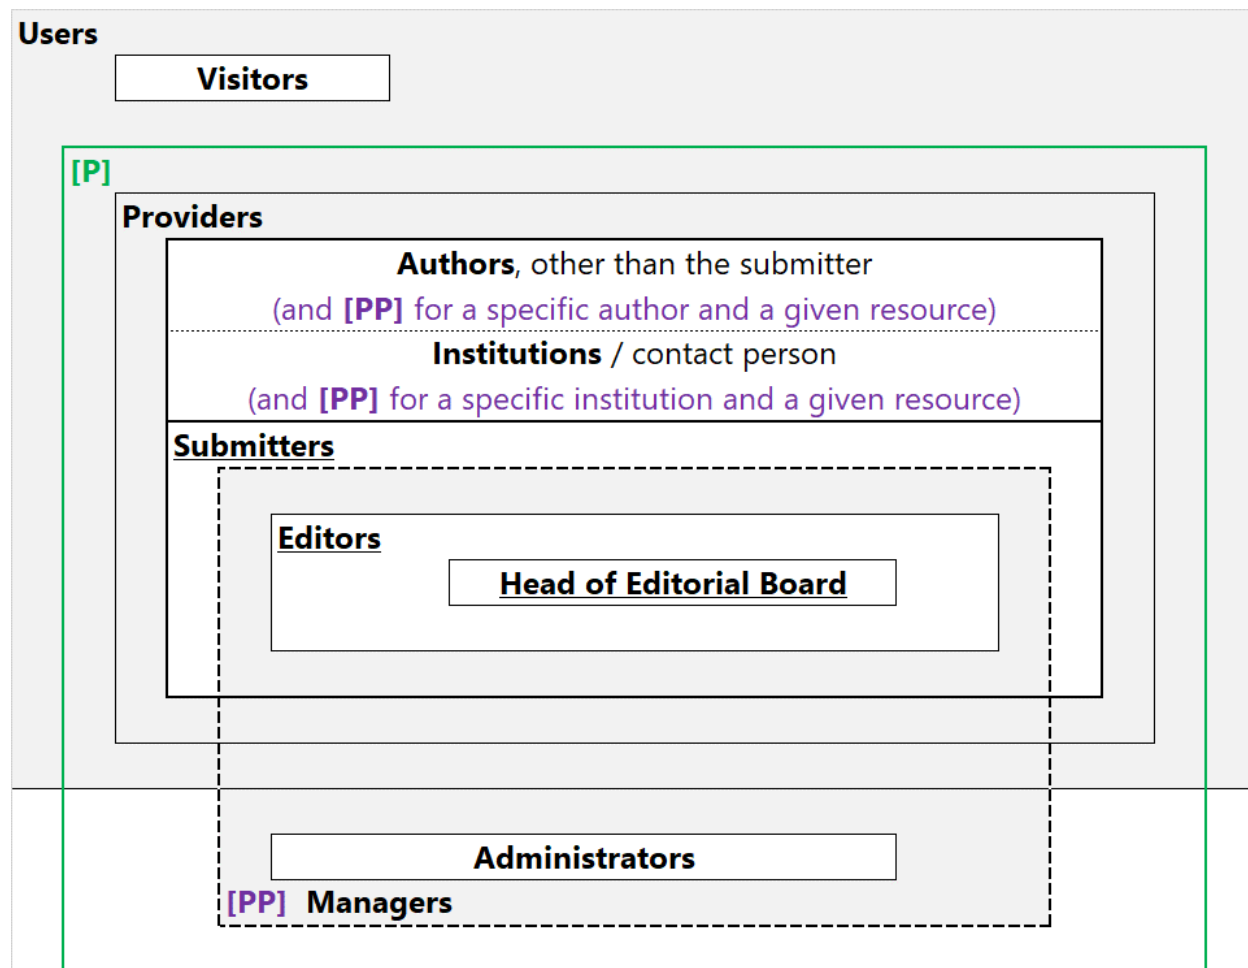 Users
Visitors
[P]
Providers
Authors, other than the submitter
(and [PP] for a specific author and a given resource)
Institutions / contact person
(and [PP] for a specific institution and a given resource)
Submitters
Editors
Head of Editorial Board
Administrators
[PP] Managers